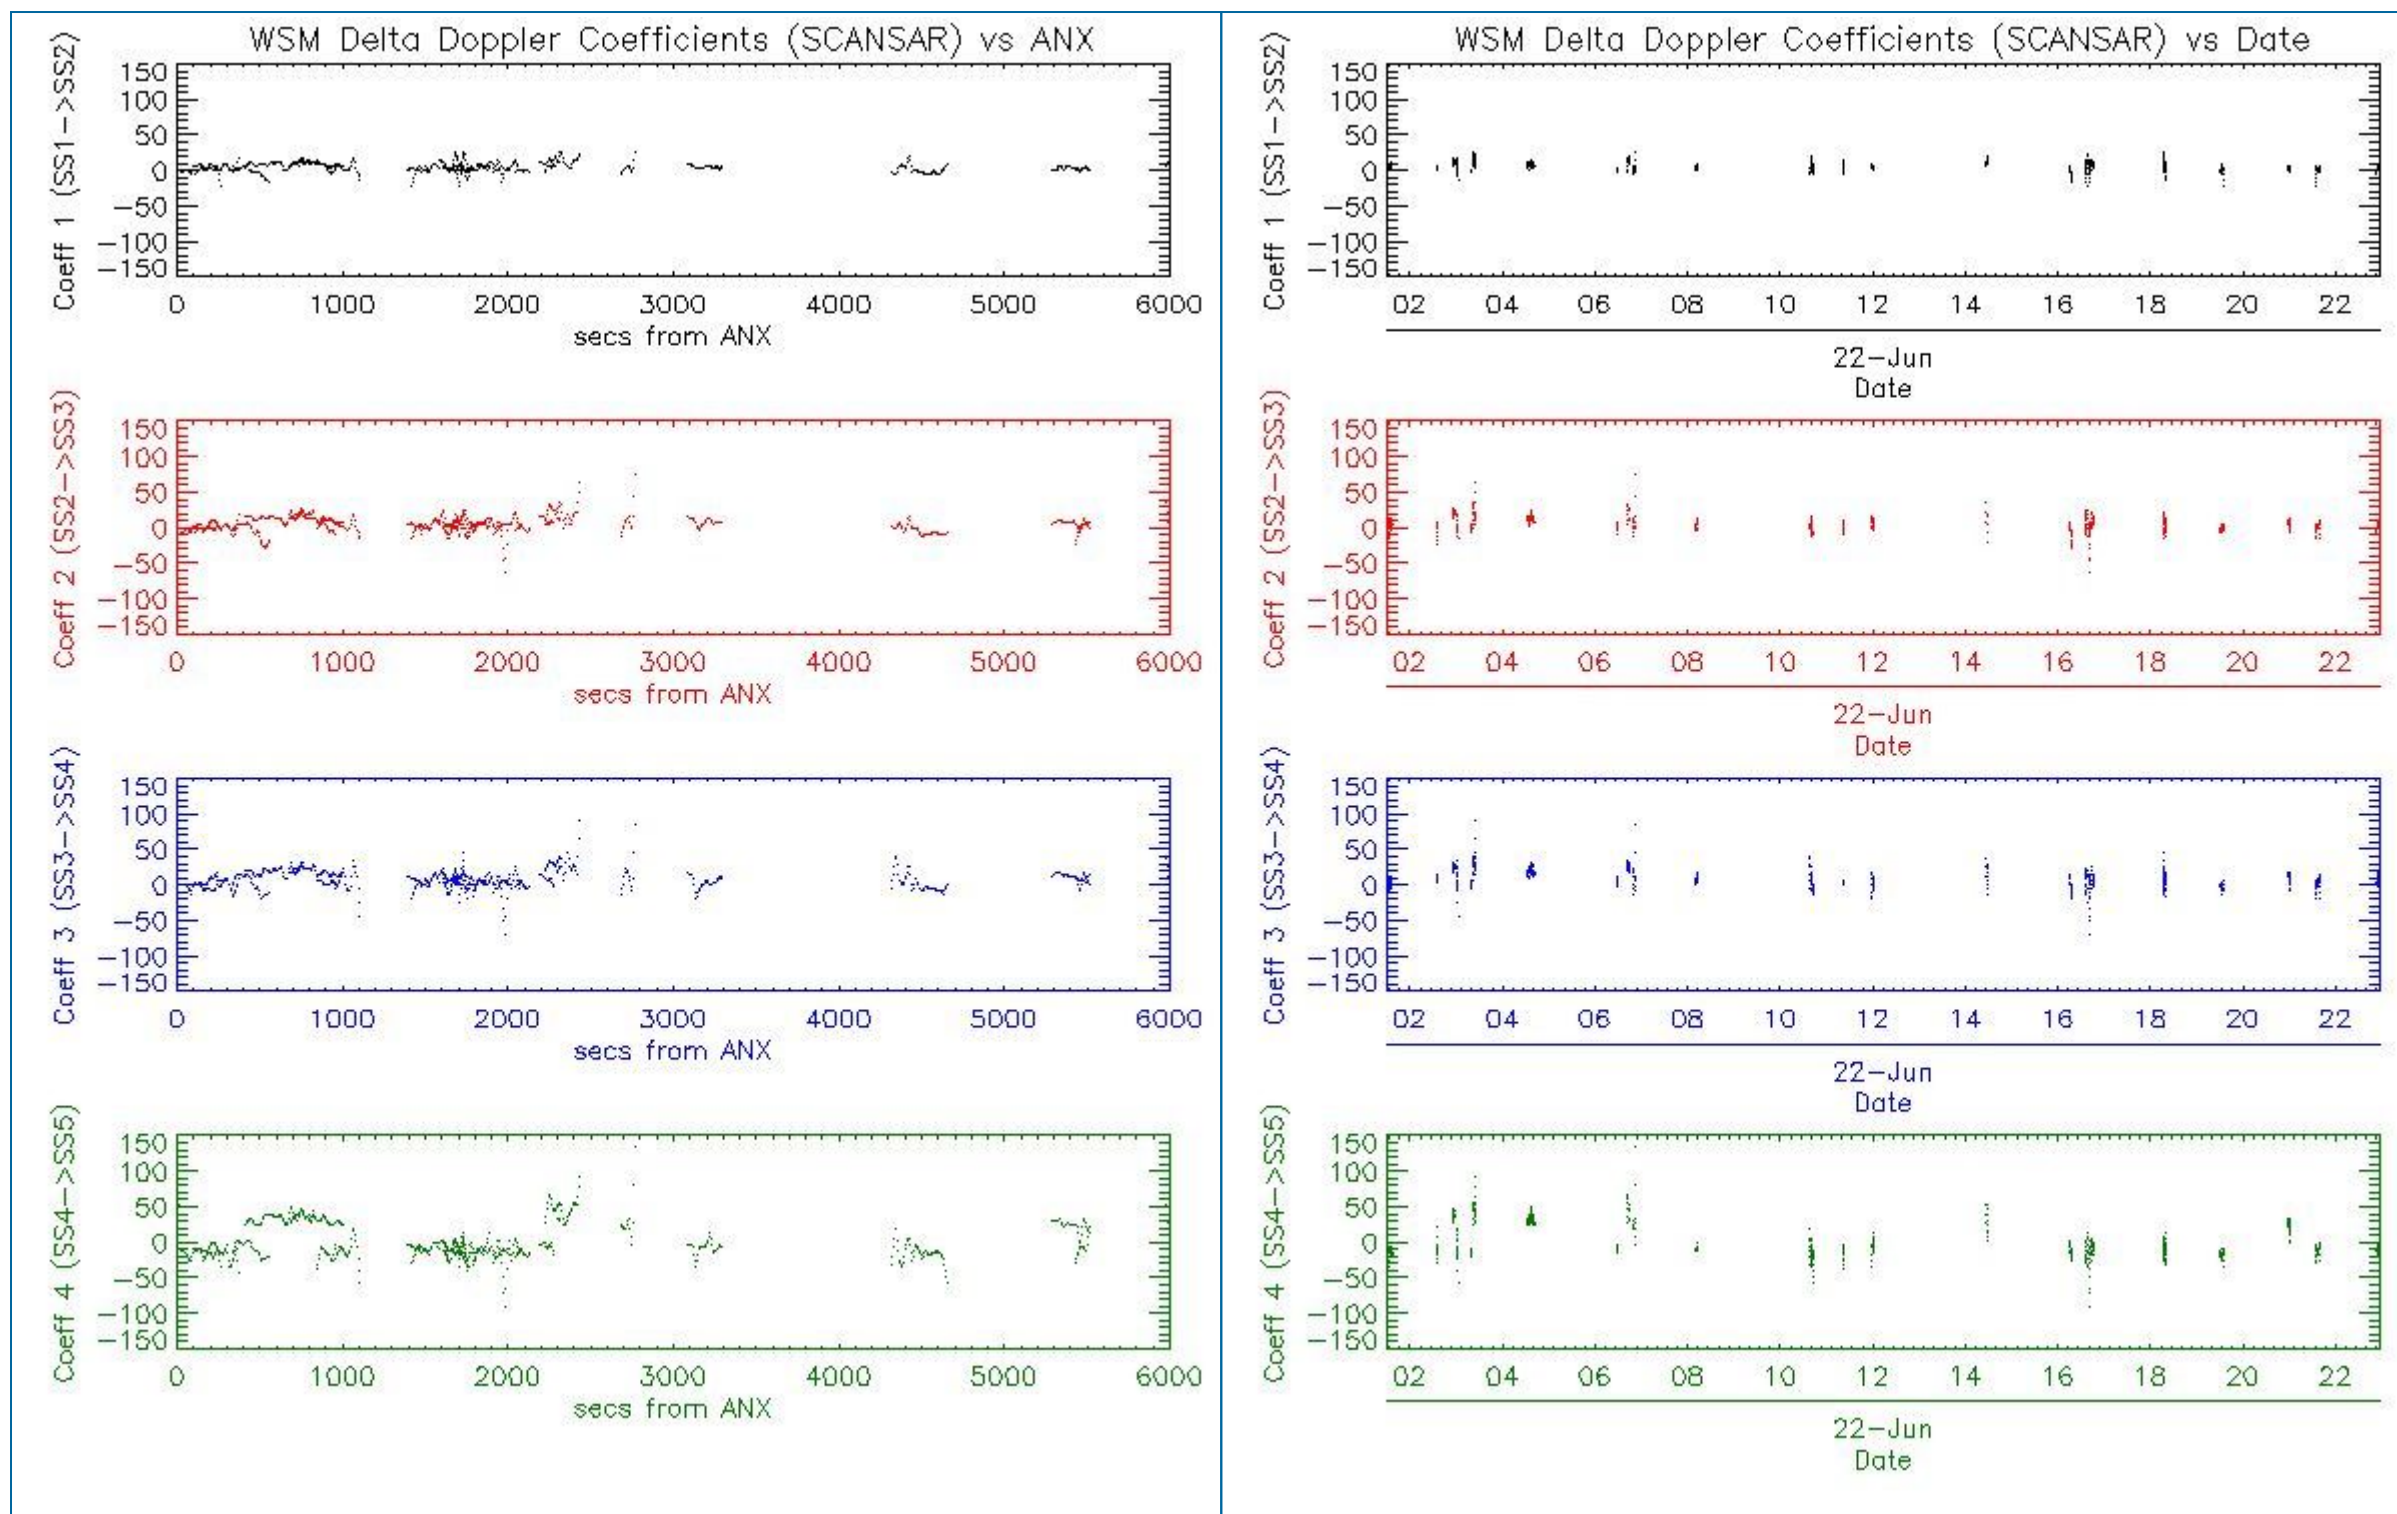 WSM Delta Doppler Coefficients (SCANSAR) vs ANX
Coeff 1 (SS1->SS2)
150
100
50
0
-50
-100
-150
0 1000 2000 3000 4000 5000 6000
secs from ANX
Coeff 2 (SS2->SS3)
150
100
50
0
-50
-100
-150
0 1000 2000 3000 4000 5000 6000
secs from ANX
Coeff 3 (SS3->SS4)
150
100
50
0
-50
-100
-150
0 1000 2000 3000 4000 5000 6000
secs from ANX
Coeff 4 (SS4->SS5)
150
100
50
0
-50
-100
-150
0 1000 2000 3000 4000 5000 6000
secs from ANX
WSM Delta Doppler Coefficients (SCANSAR) vs Date
Coeff 1 (SS1->SS2)
150
100
50
0
-50
-100
-150
02 04 06 08 10 12 14 16 18 20 22
22-Jun
Date
Coeff 2 (SS2->SS3)
150
100
50
0
-50
-100
-150
02 04 06 08 10 12 14 16 18 20 22
22-Jun
Date
Coeff 3 (SS3->SS4)
150
100
50
0
-50
-100
-150
02 04 06 08 10 12 14 16 18 20 22
22-Jun
Date
Coeff 4 (SS4->SS5)
150
100
50
0
-50
-100
-150
02 04 06 08 10 12 14 16 18 20 22
22-Jun
Date